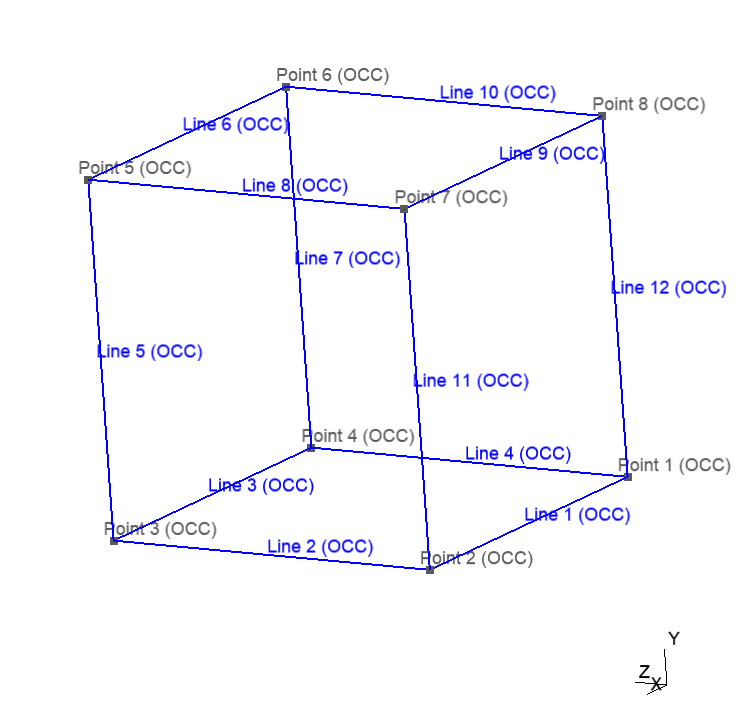 Point 6 (OCC)
Line 10 (OCC)
Point 8 (OCC)
Line 6 (OCC)
Line 9 (OCC)
Point 5 (OCC)
Line 8 (OCC)
Point 7 (OCC)
Line 7 (OCC)
Line 12 (OCC)
Line 5 (OCC)
Line 11 (OCC)
Point 4 (OCC)
Line 4 (OCC)
Point 1 (OCC)
Line 3 (OCC)
Line 1 (OCC)
Point 3 (OCC)
Line 2 (OCC)
Point 2 (OCC)
Y
Z
X